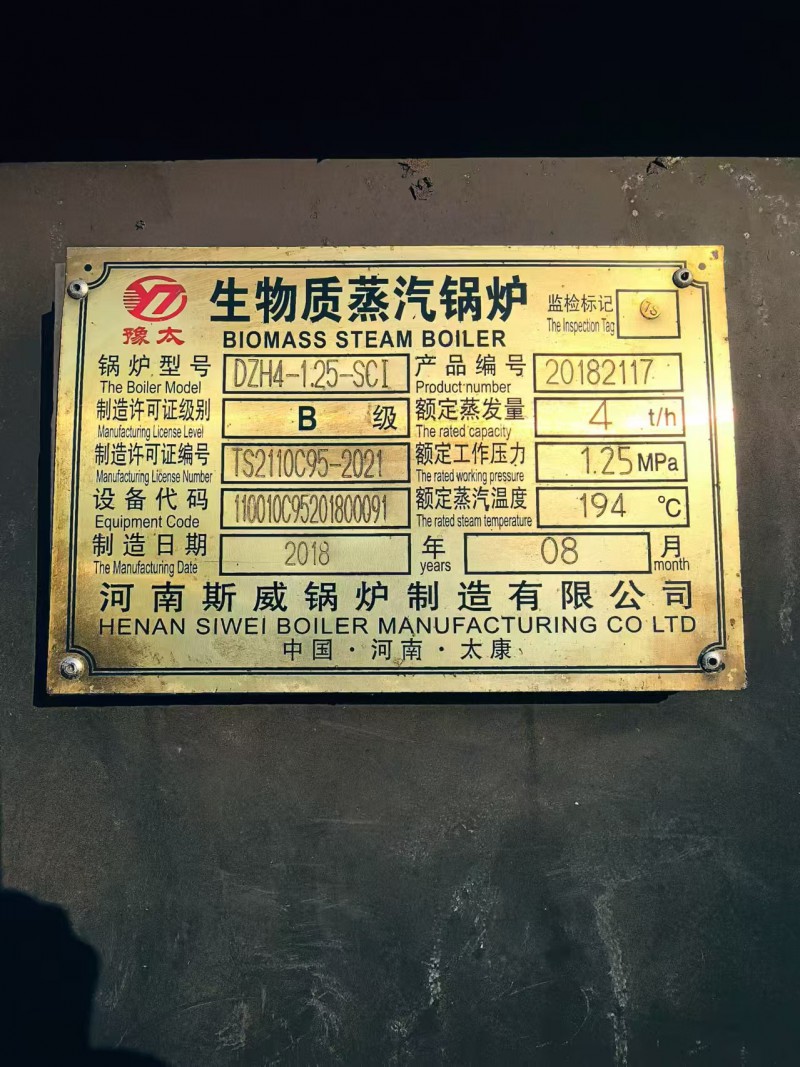 豫太
生物质蒸汽锅炉
BIOMASS STEAM BOILER
监检标记
The Inspection Tag
锅炉型号 DZH4-1.25-SCI 产品编号 20182117
The Boiler Model Product number
制造许可证级别 B 级 额定蒸发量 4 t/h
Manufacturing License Level The rated capacity
制造许可证编号 TS2110C95-2021 额定工作压力 1.25 MPa
Manufacturing License Number The rated working pressure
设备代码 110010C95201800091 额定蒸汽温度 194 ℃
Equipment Code The rated steam temperature
制造日期 2018 年 08 月
The Manufacturing Date years month
河南斯威锅炉制造有限公司
HENAN SIWEI BOILER MANUFACTURING CO LTD
中国·河南·太康